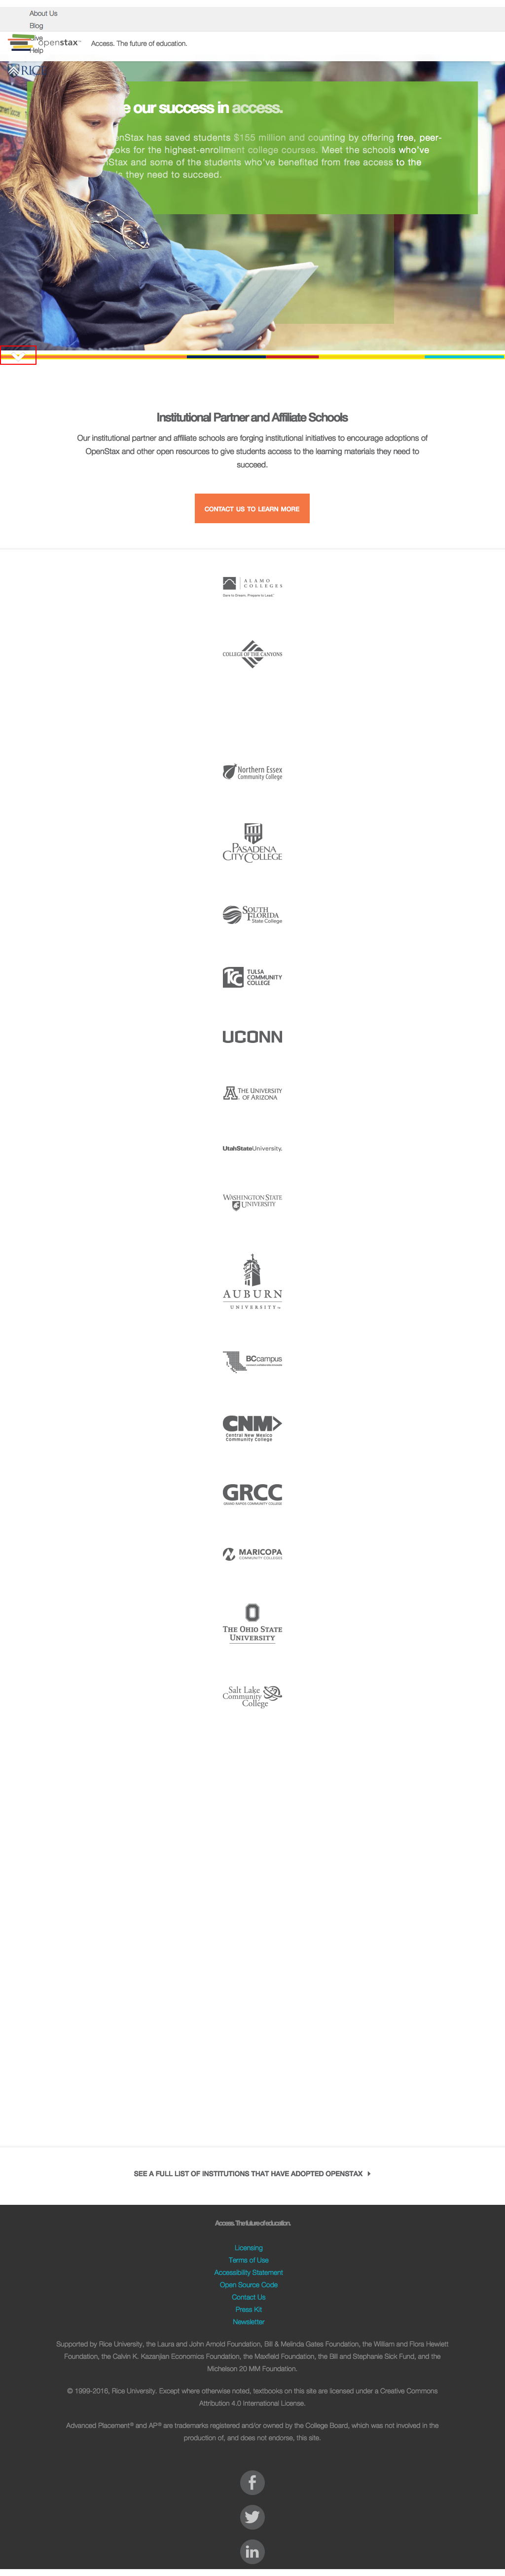 About Us
Blog
Give
Help
openstax™
Access. The future of education.
RICE
our success in access.
OpenStax has saved students $155 million and counting by offering free, peer-
for the highest-enrollment college courses. Meet the schools who've
and some of the students who've benefited from free access to the
they need to succeed.
Institutional Partner and Affiliate Schools
Our institutional partner and affiliate schools are forging institutional initiatives to encourage adoptions of
OpenStax and other open resources to give students access to the learning materials they need to
succeed.
CONTACT US TO LEARN MORE
ALAMO
COLLEGES
Dare to Dream. Prepare to Lead.
COLLEGE OF THE CANYONS
Northern Essex
Community College
PASADENA
CITY COLLEGE
SOUTH
FLORIDA
State College
TC
TULSA
COMMUNITY
COLLEGE
UCONN
A
THE UNIVERSITY
OF ARIZONA
UtahStateUniversity.
WASHINGTON STATE
UNIVERSITY
AUBURN
UNIVERSITY
BCcampus
CNM
Central New Mexico
Community College
GRCC
GRAND RAPIDS COMMUNITY COLLEGE
MARICOPA
COMMUNITY COLLEGES
O
THE OHIO STATE
UNIVERSITY
Salt Lake
Community
College
SEE A FULL LIST OF INSTITUTIONS THAT HAVE ADOPTED OPENSTAX
Access. The future of education.
Licensing
Terms of Use
Accessibility Statement
Open Source Code
Contact Us
Press Kit
Newsletter
Supported by Rice University, the Laura and John Arnold Foundation, Bill & Melinda Gates Foundation, the William and Flora Hewlett
Foundation, the Calvin K. Kazanjian Economics Foundation, the Maxfield Foundation, the Bill and Stephanie Sick Fund, and the
Michelson 20 MM Foundation.
© 1999-2016, Rice University. Except where otherwise noted, textbooks on this site are licensed under a Creative Commons
Attribution 4.0 International License.
Advanced Placement® and AP® are trademarks registered and/or owned by the College Board, which was not involved in the
production of, and does not endorse, this site.
f
in